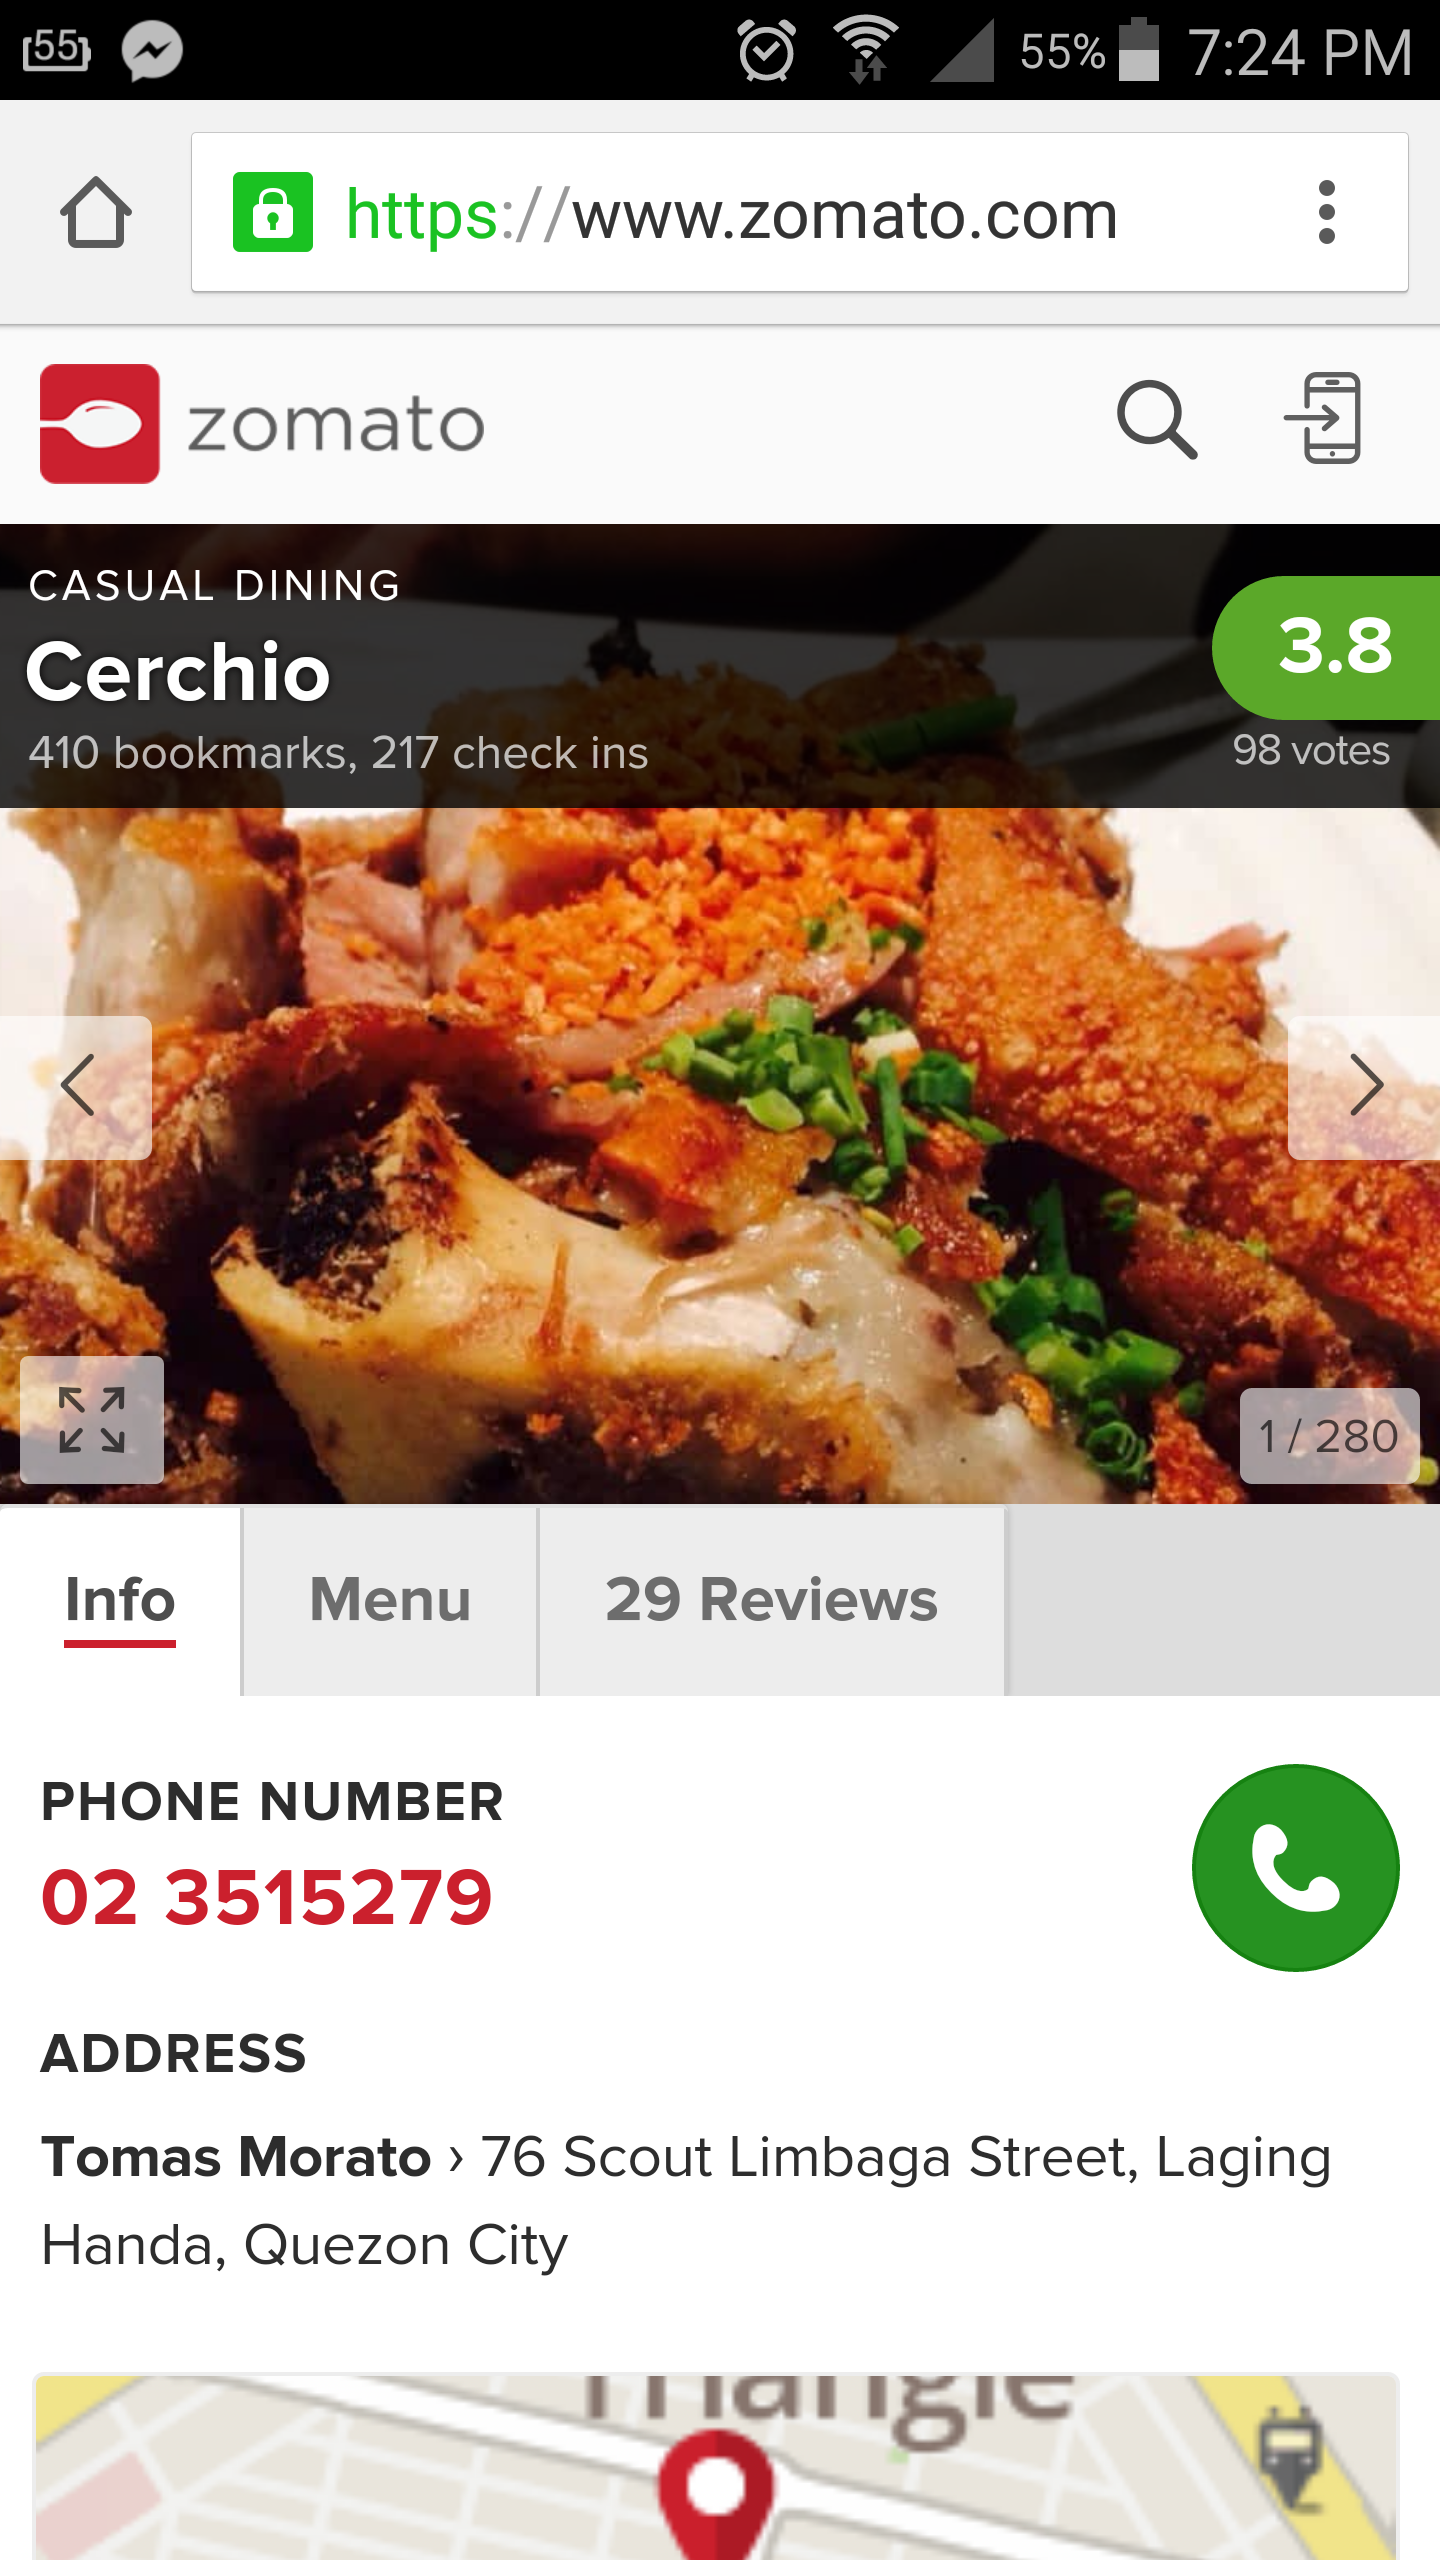 55
55% 7:24 PM
https://www.zomato.com
zomato
CASUAL DINING
Cerchio
3.8
410 bookmarks, 217 check ins
98 votes
1 / 280
Info
Menu
29 Reviews
PHONE NUMBER
02 3515279
ADDRESS
Tomas Morato › 76 Scout Limbaga Street, Laging
Handa, Quezon City
Triangle